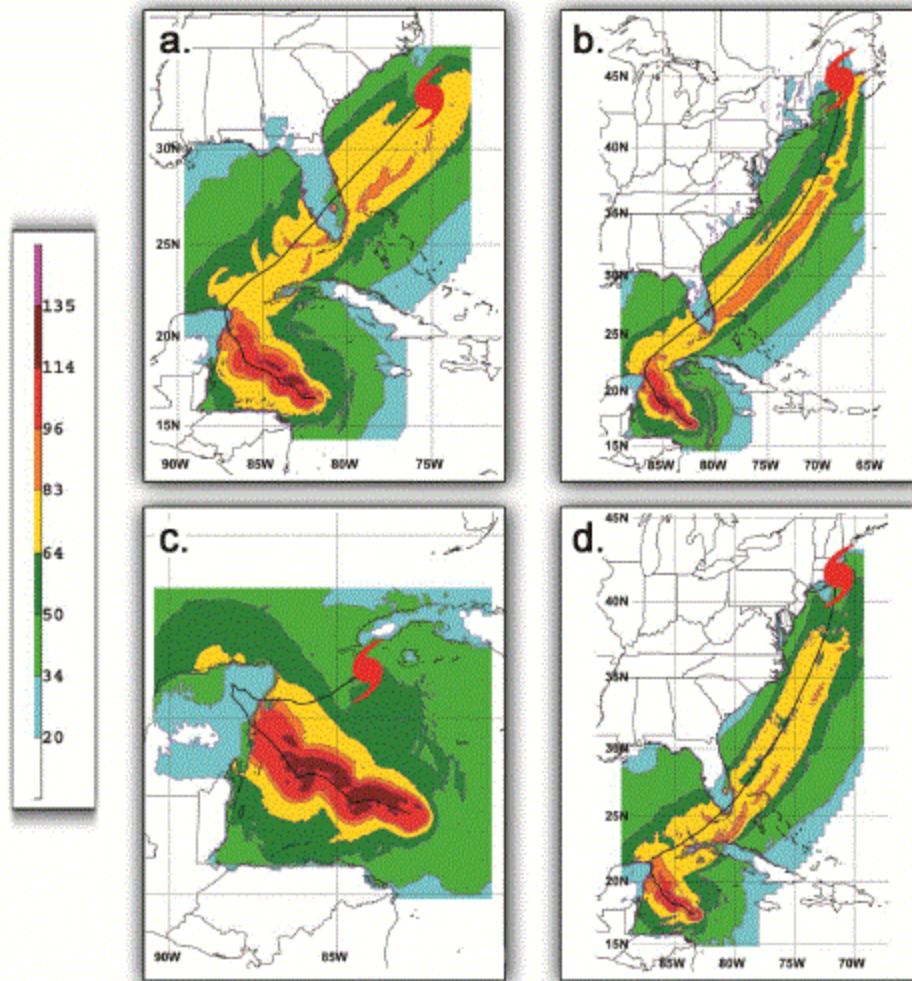 a.
30N
25N
20N
15N
90W 85W 80W 75W
b.
45N
40N
35N
30N
25N
20N
15N
85W 80W 75W 70W 65W
135
114
96
83
64
50
34
20
c.
90W 85W
d.
45N
40N
35N
30N
25N
20N
15N
85W 80W 75W 70W